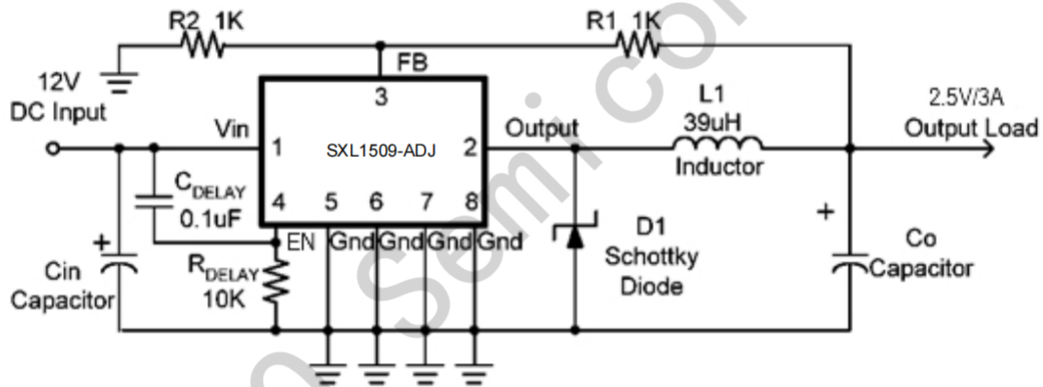 R2 1K
R1 1K
FB
12V
DC Input
3
L1
39uH
Inductor
2.5V/3A
Output Load
Vin
1
SXL1509-ADJ
2
Output
CDELAY
0.1uF
4
5
6
7
8
EN
Gnd
Gnd
Gnd
Gnd
+
Cin
Capacitor
RDELAY
10K
D1
Schottky
Diode
+
Co
Capacitor
n Semi co